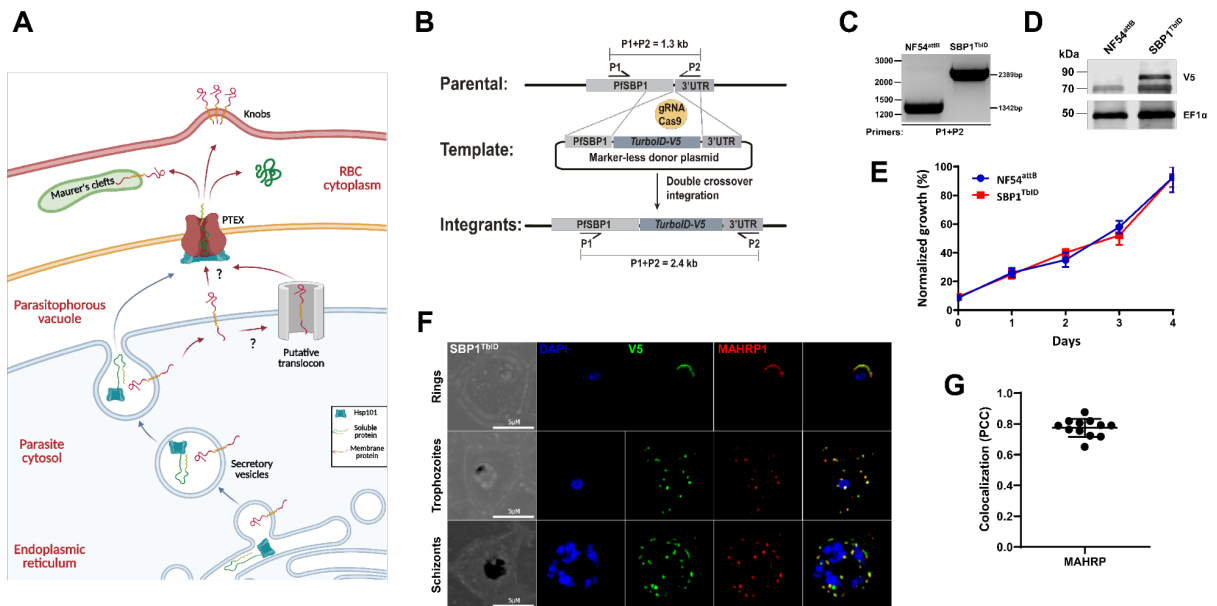 A
Knobs
RBC
cytoplasm
Maurer's clefts
PTEX
?
Parasitophorous
vacuole
?
Putative
translocon
Hsp101
Soluble
protein
Membrane
protein
Parasite
cytosol
Secretory
vesicles
Endoplasmic
reticulum
B
P1+P2 = 1.3 kb
P1
P2
Parental:
PfSBP1
3'UTR
gRNA
Cas9
PfSBP1
TurboID-V5
3'UTR
Template:
Marker-less donor plasmid
Double crossover
integration
Integrants:
PfSBP1
TurboID-V5
3'UTR
P1
P2
P1+P2 = 2.4 kb
C
NF54attB
SBP1TbID
3000
2000
1500
1200
2389bp
1342bp
Primers:
P1+P2
D
NF54attB
SBP1TbID
kDa
90
70
50
V5
EF1α
E
Normalized growth (%)
100
80
60
40
20
0
0
1
2
3
4
Days
NF54attB
SBP1TbID
F
SBP1TbID
DAPI
V5
MAHRP1
Rings
5µM
Trophozoites
5µM
Schizonts
5µM
G
Colocalization (PCC)
1.0
0.8
0.6
0.4
0.2
0.0
MAHRP